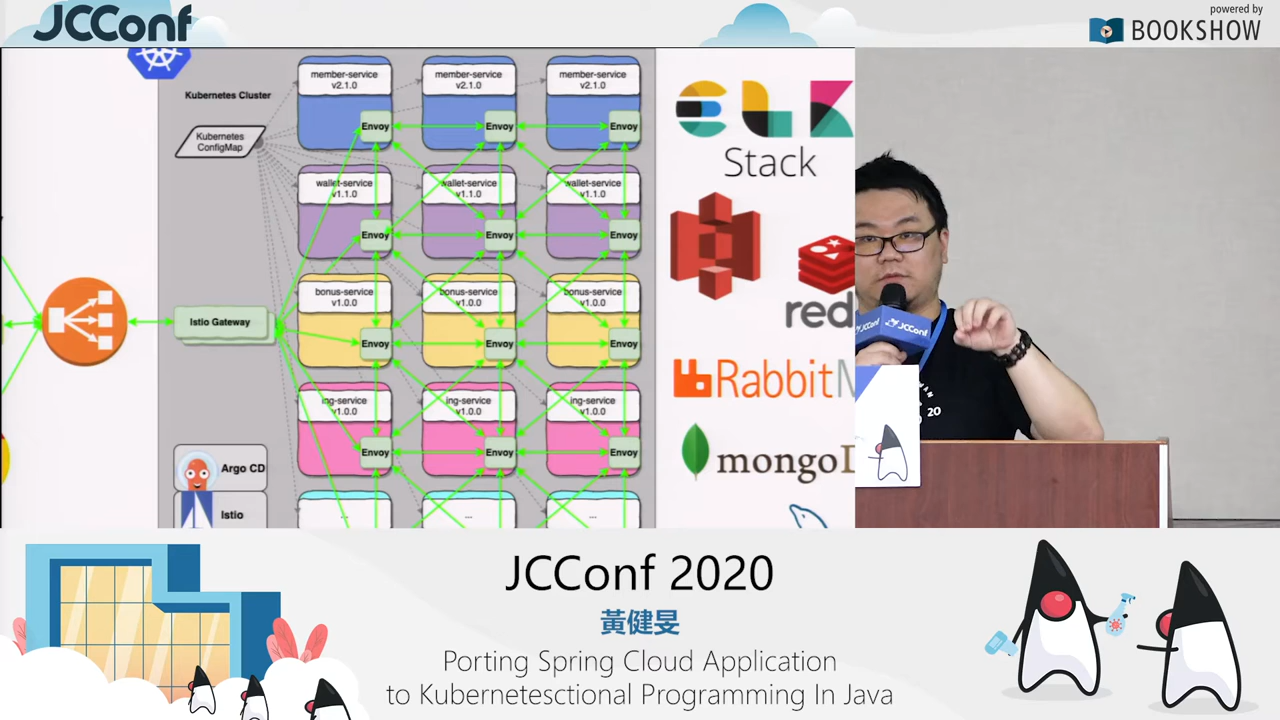 JCConf
powered by
BOOKSHOW
Kubernetes Cluster
Kubernetes
ConfigMap
member-service
v2.1.0
member-service
v2.1.0
member-service
v2.1.0
Envoy
Envoy
Envoy
wallet-service
v1.1.0
wallet-service
v1.1.0
wallet-service
v1.1.0
Envoy
Envoy
Envoy
bonus-service
v1.0.0
bonus-service
v1.0.0
bonus-service
v1.0.0
Istio Gateway
Envoy
Envoy
Envoy
ing-service
v1.0.0
ing-service
v1.0.0
ing-service
v1.0.0
Envoy
Envoy
Envoy
Argo CD
Istio
...
...
...
ELK
Stack
red
RabbitM
mongoD
JCConf
JCConf
20
JCConf 2020
黃健旻
Porting Spring Cloud Application
to Kubernetesctional Programming In Java